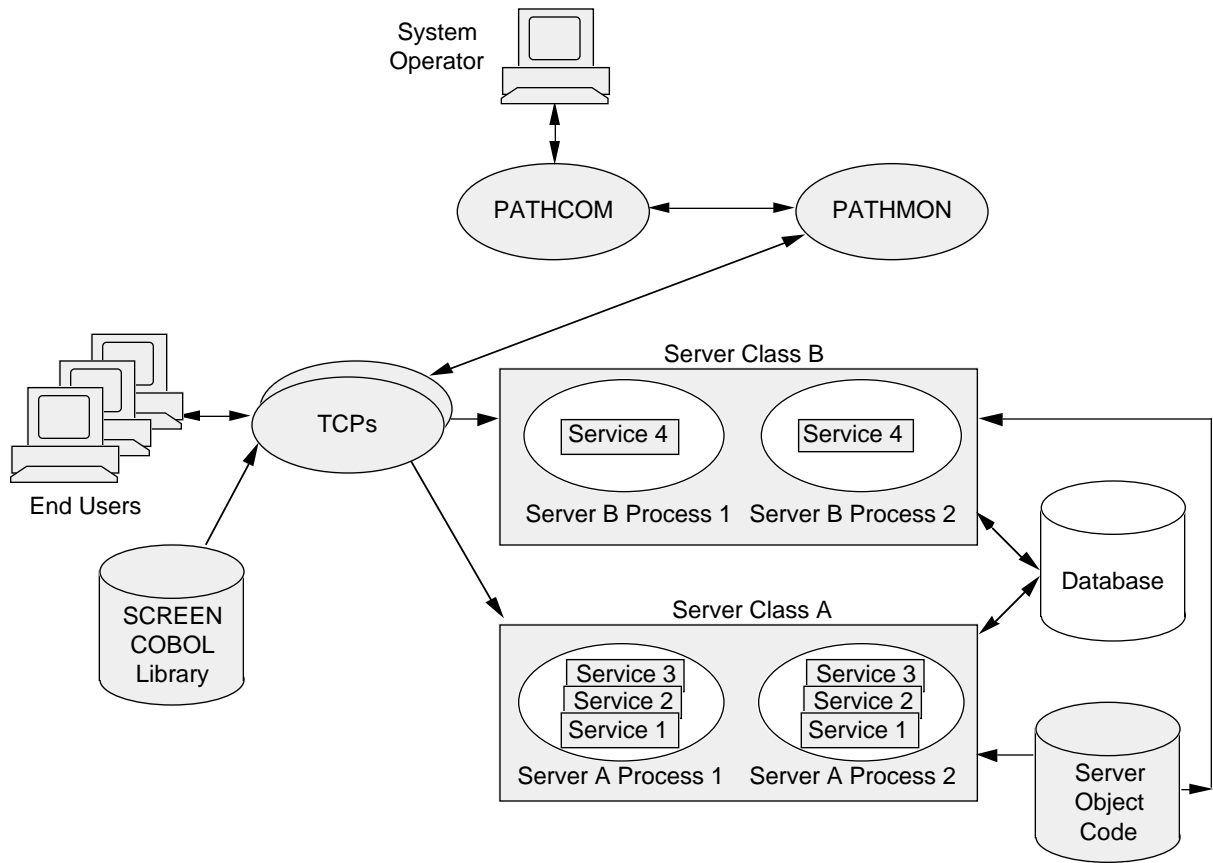 System
Operator
PATHCOM
PATHMON
Server Class B
TCPs
Service 4
Service 4
End Users
Server B Process 1
Server B Process 2
Database
SCREEN
COBOL
Library
Server Class A
Service 3
Service 2
Service 1
Service 3
Service 2
Service 1
Server A Process 1
Server A Process 2
Server
Object
Code